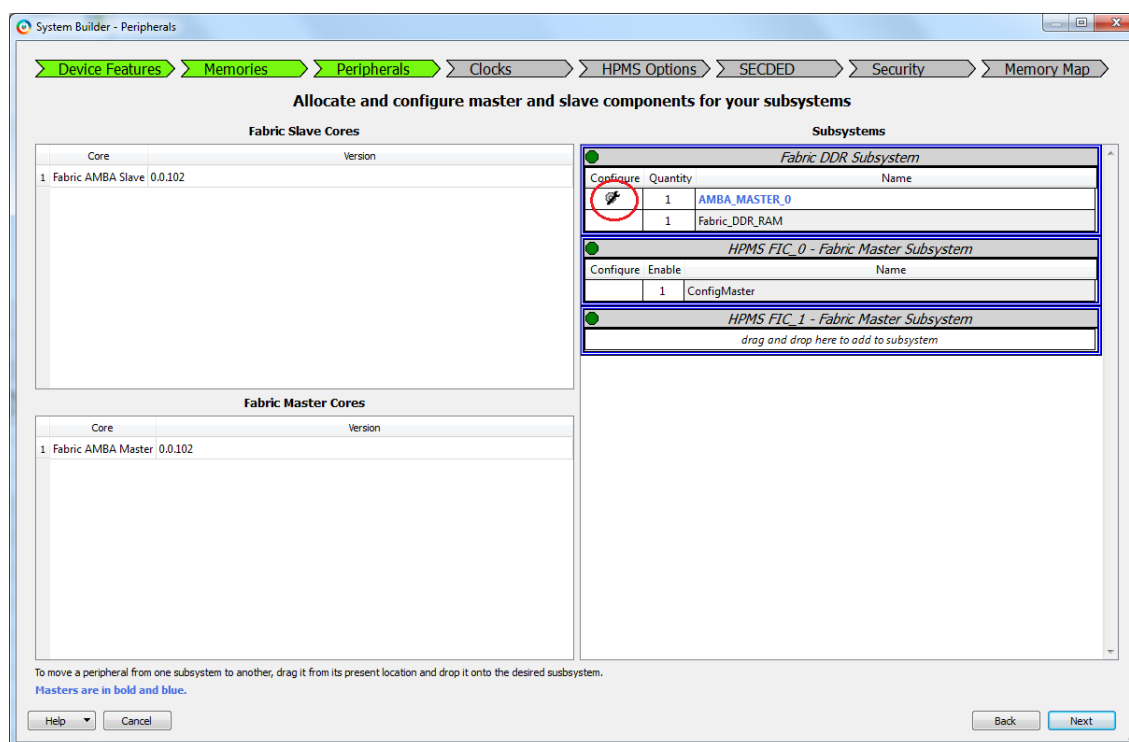 System Builder - Peripherals
Device Features Memories Peripherals Clocks HPMS Options SECDED Security Memory Map
Allocate and configure master and slave components for your subsystems
Fabric Slave Cores
Core Version
1 Fabric AMBA Slave 0.0.102
Fabric Master Cores
Core Version
1 Fabric AMBA Master 0.0.102
Subsystems
Fabric DDR Subsystem
Configure Quantity Name
1 AMBA_MASTER_0
1 Fabric_DDR_RAM
HPMS FIC_0 - Fabric Master Subsystem
Configure Enable Name
1 ConfigMaster
HPMS FIC_1 - Fabric Master Subsystem
drag and drop here to add to subsystem
To move a peripheral from one subsystem to another, drag it from its present location and drop it onto the desired susbsystem.
Masters are in bold and blue.
Help Cancel Back Next